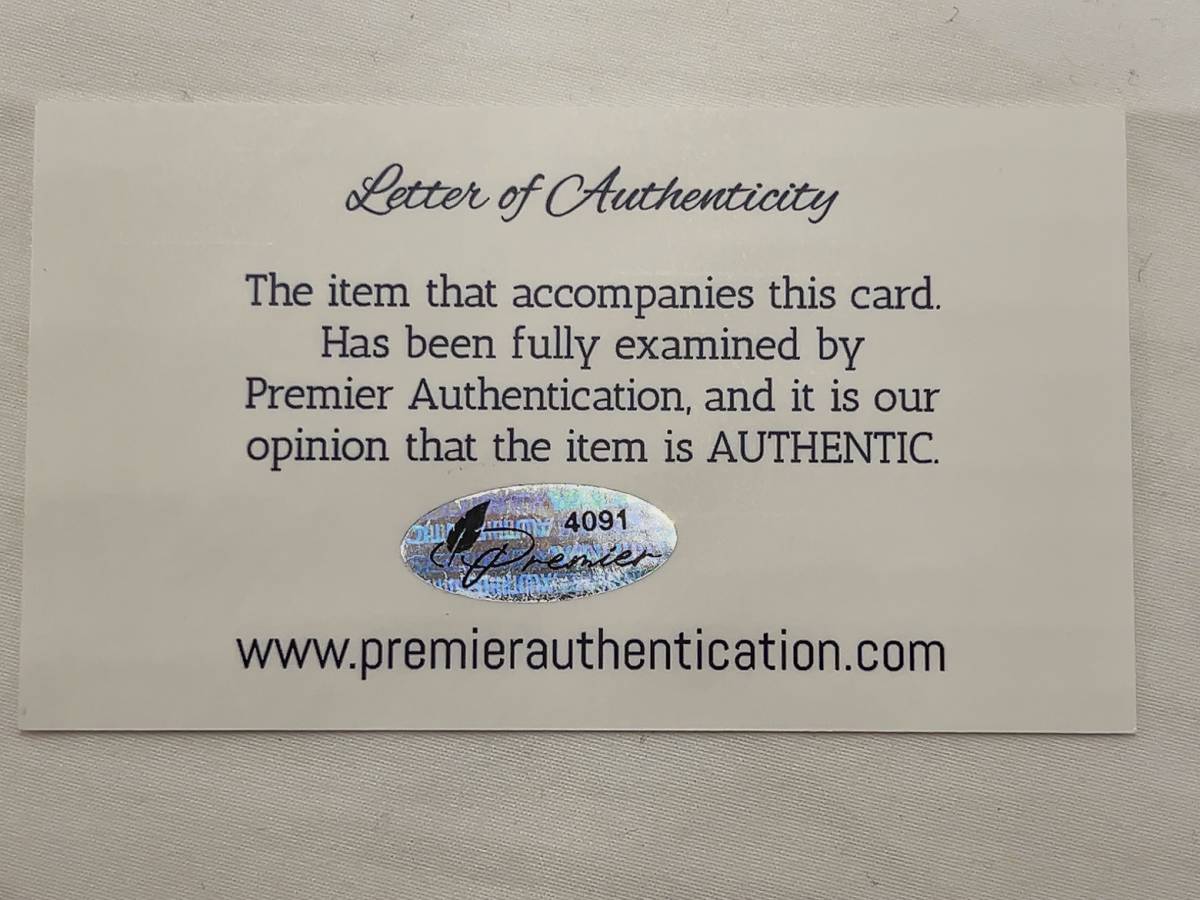 Letter of Authenticity
The item that accompanies this card.
Has been fully examined by
Premier Authentication, and it is our
opinion that the item is AUTHENTIC.
4091
Premier
www.premierauthentication.com